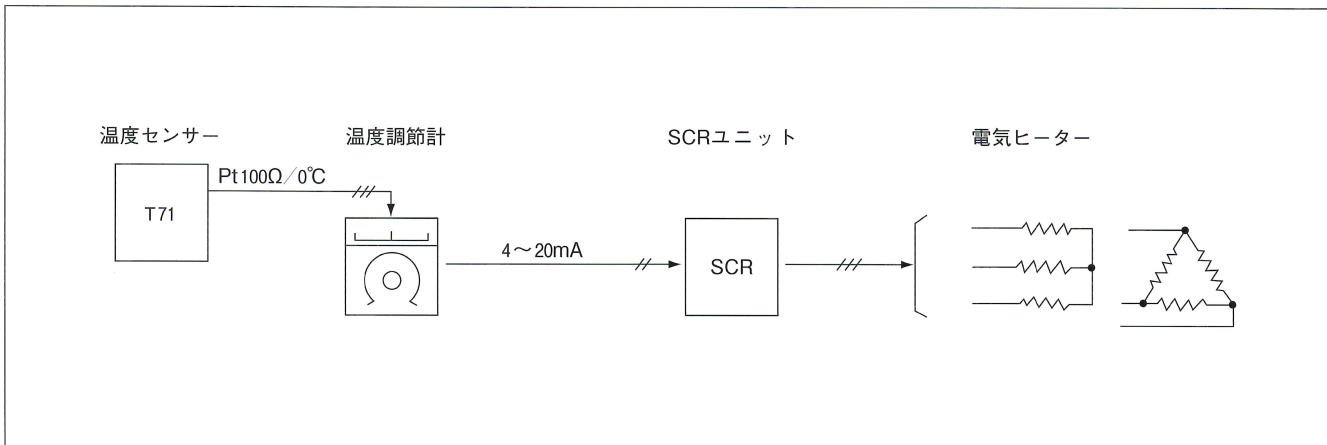 温度センサー
温度調節計
SCRユニット
電気ヒーター
Pt100Ω/0℃
T71
4～20mA
SCR